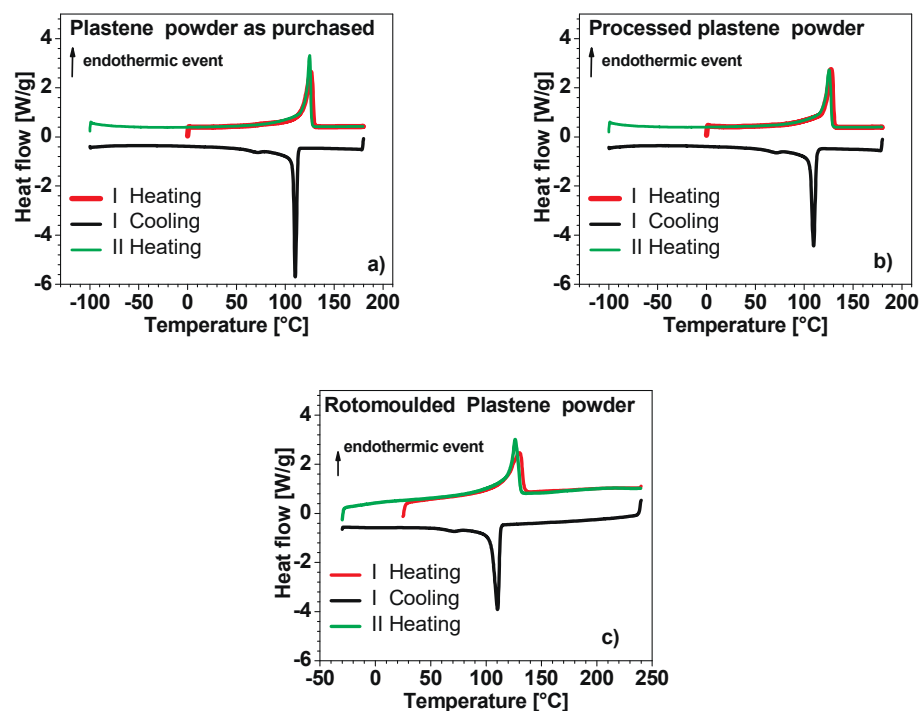 Plastene powder as purchased
endothermic event
Heat flow [W/g]
4
2
0
-2
-4
-6
I Heating
I Cooling
II Heating
a)
-100 -50 0 50 100 150 200
Temperature [°C]
Processed plastene powder
endothermic event
Heat flow [W/g]
4
2
0
-2
-4
-6
I Heating
I Cooling
II Heating
b)
-100 -50 0 50 100 150 200
Temperature [°C]
Rotomoulded Plastene powder
endothermic event
Heat flow [W/g]
4
2
0
-2
-4
-6
I Heating
I Cooling
II Heating
c)
-50 0 50 100 150 200 250
Temperature [°C]